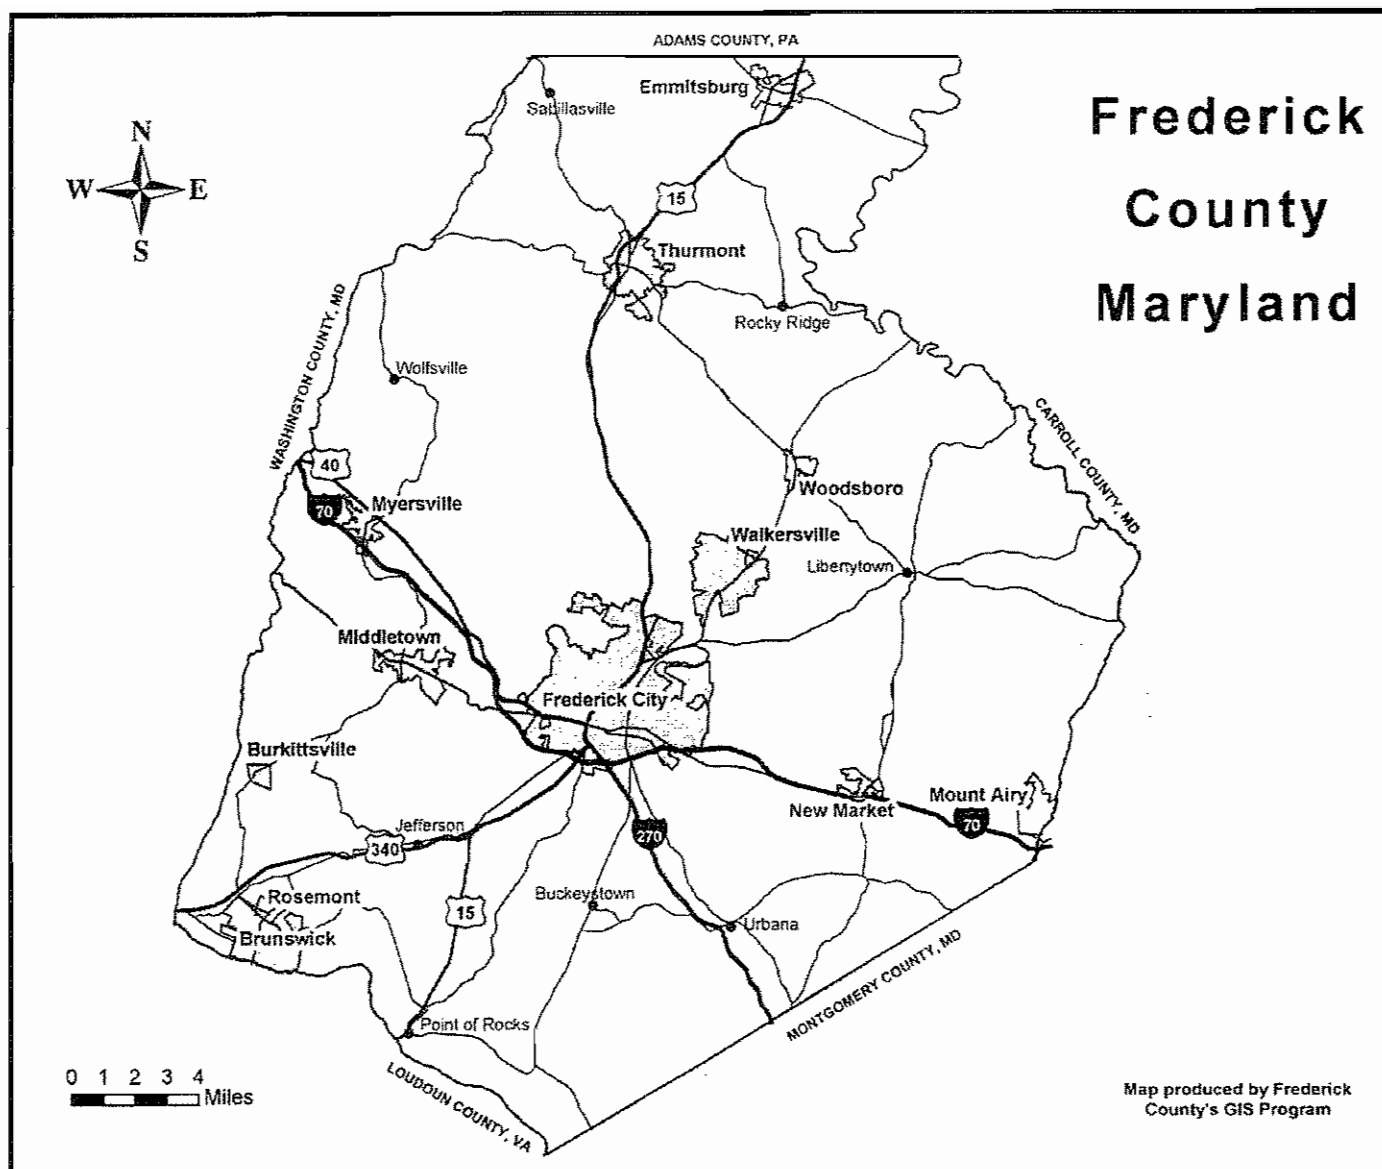 ADAMS COUNTY, PA
Emmitsburg
Sabillasville
Frederick
County
Maryland
N
W E
S
15
Thurmont
Rocky Ridge
WASHINGTON COUNTY, MD
Wolfsville
CARROLL COUNTY, MD
40
70
Myersville
Woodsboro
Walkersville
Libertytown
Middletown
Frederick City
Burkittsville
New Market
Mount Airy
70
Jefferson
340
270
Rosemont
15
Buckeystown
Urbana
Brunswick
MONTGOMERY COUNTY, MD
Point of Rocks
LOUDOUN COUNTY, VA
0 1 2 3 4
Miles
Map produced by Frederick
County's GIS Program